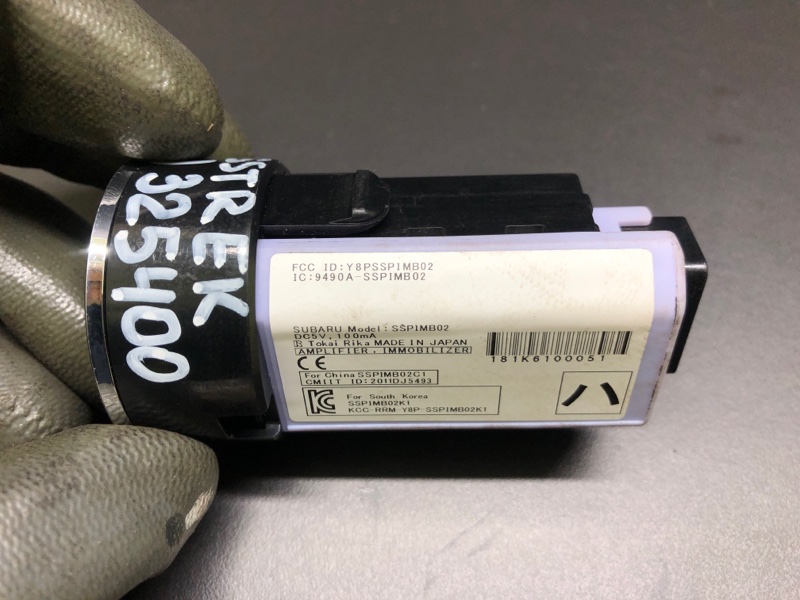 STREK
325400
FCC ID:Y8PSSPIMB02
IC:9490A-SSPIMB02
SUBARU Model:SSPIMB02
DC5V, 100mA
R Tokai Rika MADE IN JAPAN
AMPLIFIER, IMMOBILIZER
181K6100051
CE
For China SSPIMB02C1
CMIIT ID:2011DJ5493
KC
For South Korea
SSPIMB02K1
KCC-RRM-Y8P-SSPIMB02K1
ハ